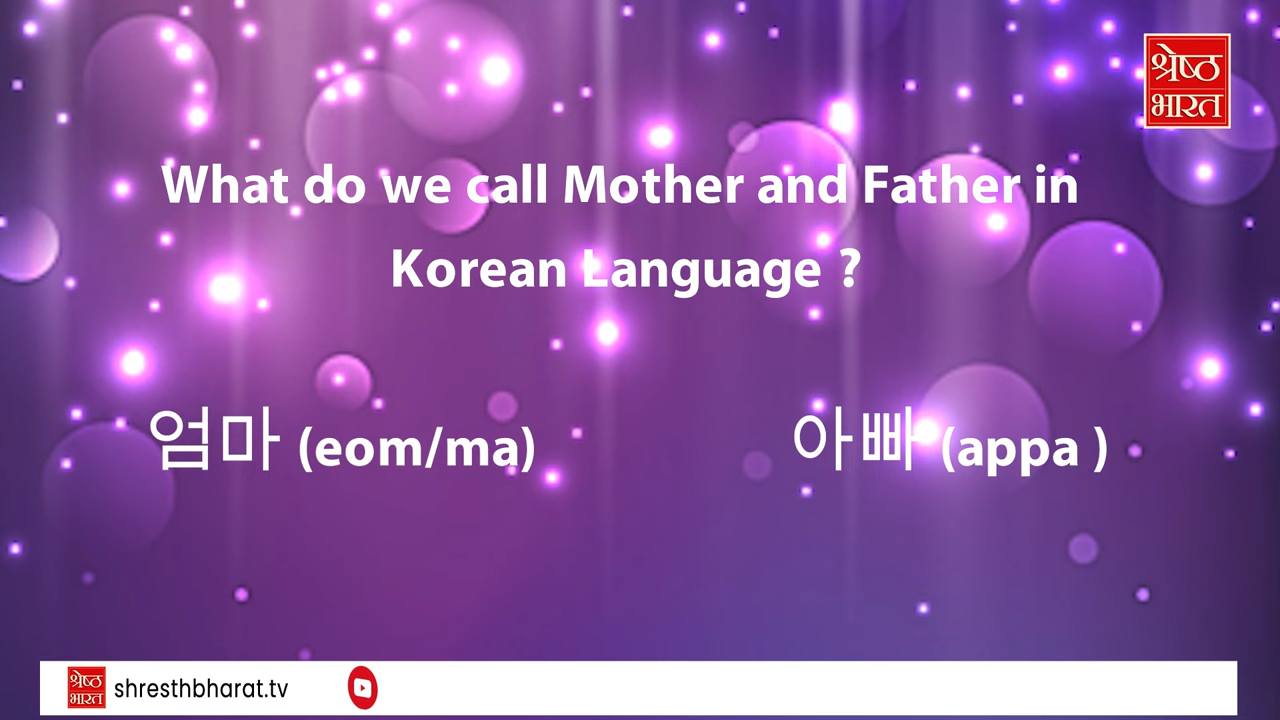 श्रेष्ठ
भारत
What do we call Mother and Father in
Korean Language ?
엄마 (eom/ma)
아빠 (appa )
श्रेष्ठ
भारत
shresthbharat.tv